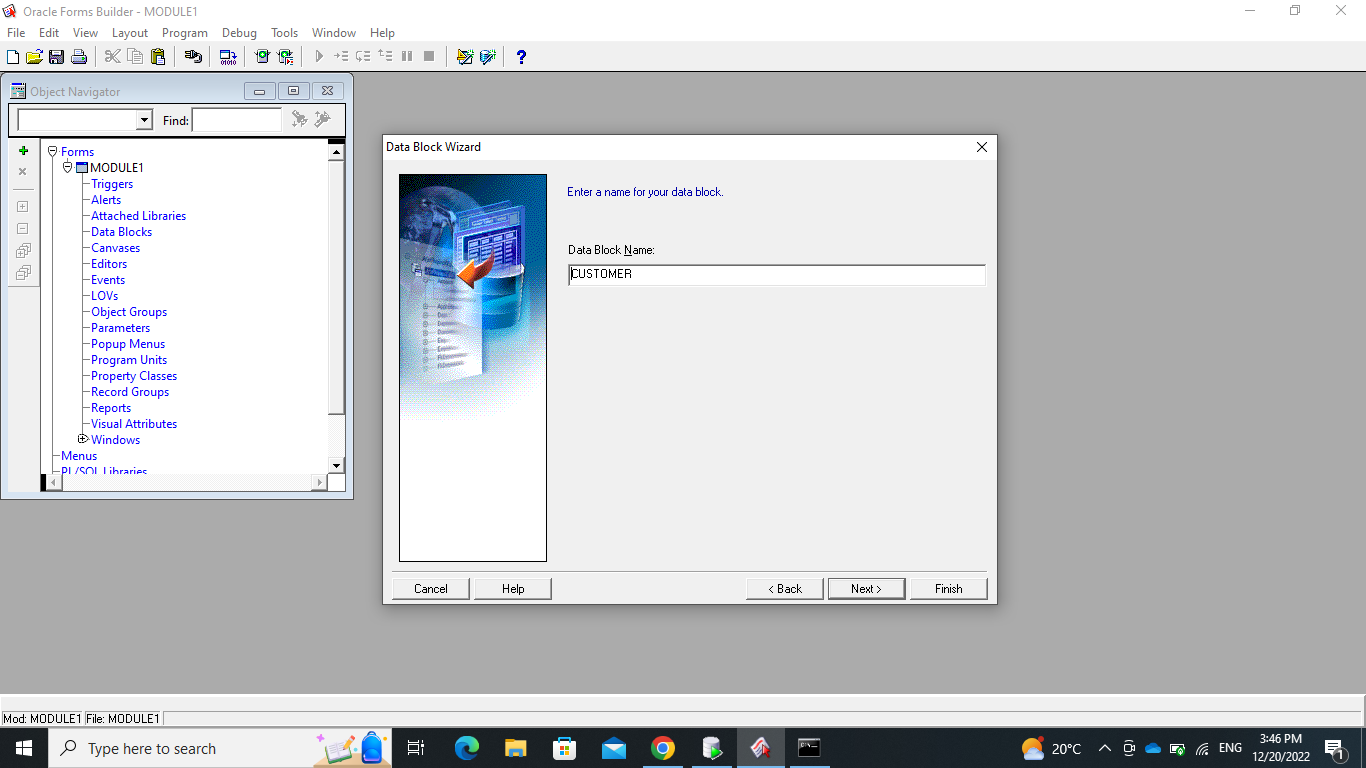 Oracle Forms Builder - MODULE1
File Edit View Layout Program Debug Tools Window Help
Object Navigator
Find:
Forms
MODULE1
Triggers
Alerts
Attached Libraries
Data Blocks
Canvases
Editors
Events
LOVs
Object Groups
Parameters
Popup Menus
Program Units
Property Classes
Record Groups
Reports
Visual Attributes
Windows
Menus
PL/SQL Libraries
Data Block Wizard
Enter a name for your data block.
Data Block Name:
CUSTOMER
Cancel Help < Back Next > Finish
Mod: MODULE1 File: MODULE1
Type here to search
20°C
ENG
3:46 PM
12/20/2022
1